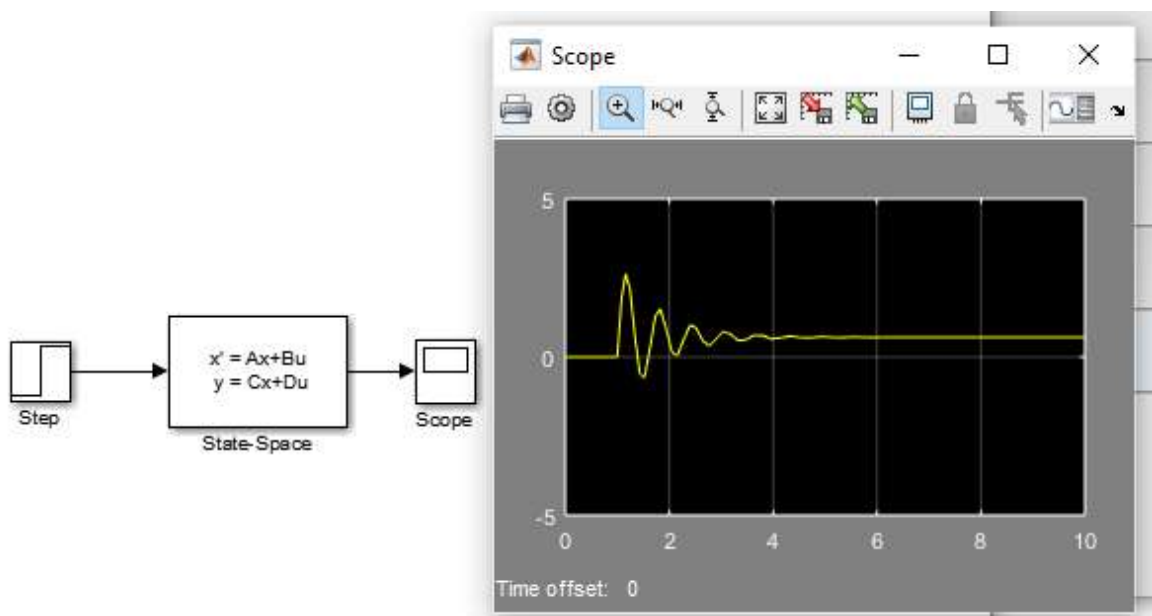 Scope
5
0
-5
0 2 4 6 8 10
Time offset: 0
Step
x' = Ax+Bu
y = Cx+Du
State-Space
Scope